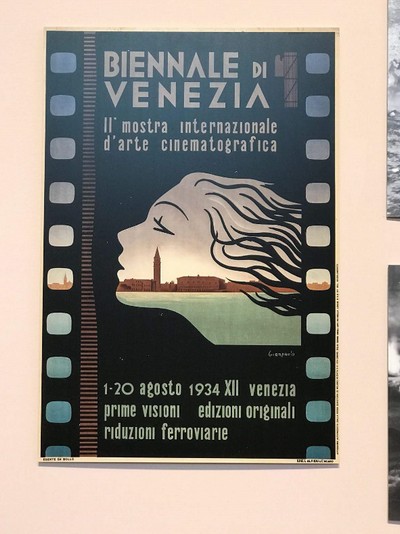 BIENNALE DI
VENEZIA
IIª mostra internazionale
d'arte cinematografica
1-20 agosto 1934 XII venezia
prime visioni edizioni originali
riduzioni ferroviarie